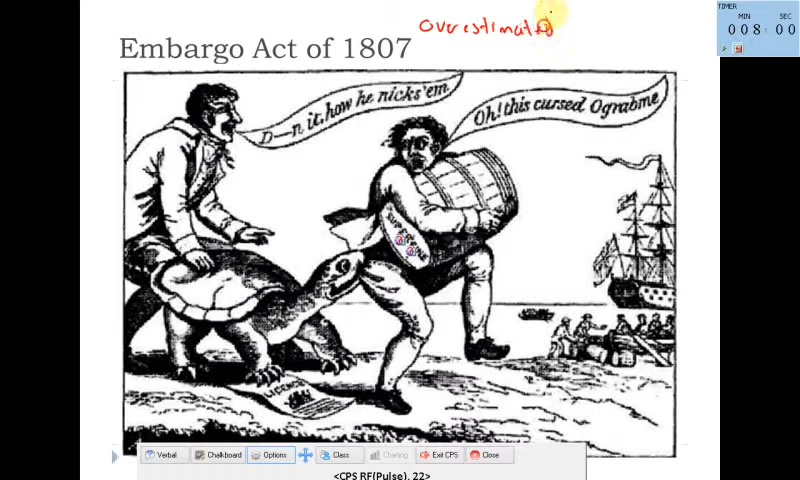 overestimated
Embargo Act of 1807
TIMER
MIN SEC
008:00
D—n it, how he nicks'em
Oh! this cursed Ograbme
SUPERFINE
Verbal Chalkboard Options Class Charting Exit CPS Close
<CPS RF(Pulse), 22>